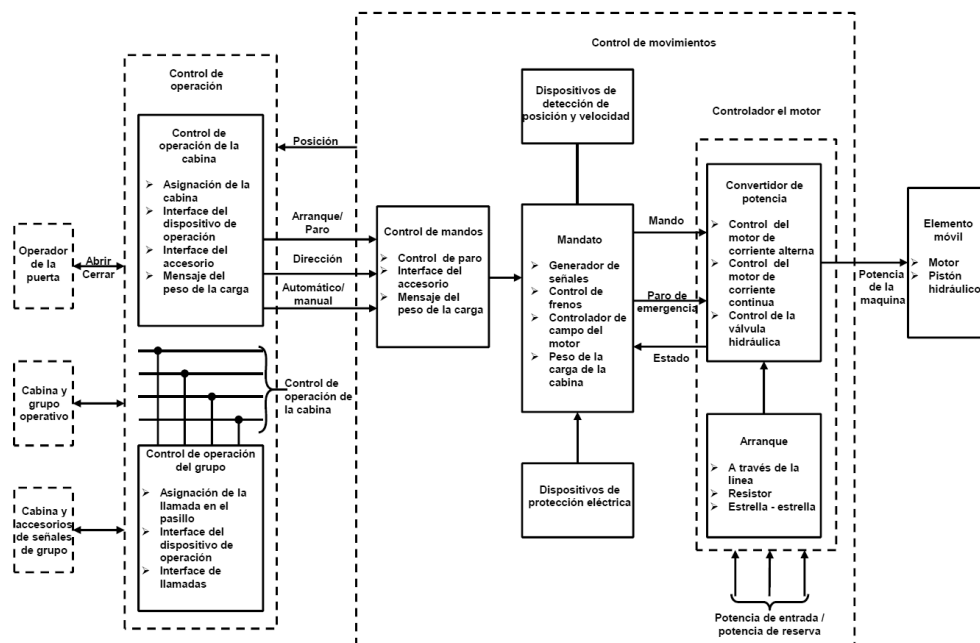 Control de
operación
Control de
operación de la
cabina
➢ Asignación de la
cabina
➢ Interface del
dispositivo de
operación
➢ Interface del
accesorio
➢ Mensaje del
peso de la carga
Operador
de la
puerta
Abrir
Cerrar
Cabina y
grupo
operativo
Cabina y
accesorios
de señales
de grupo
Control de
operación de
la cabina
Control de operación
del grupo
➢ Asignación de la
llamada en el
pasillo
➢ Interface del
dispositivo de
operación
➢ Interface de
llamadas
Posición
Arranque/
Paro
Dirección
Automático/
manual
Control de movimientos
Control de mandos
➢ Control de paro
➢ Interface del
accesorio
➢ Mensaje del
peso de la carga
Dispositivos de
detección de
posición y velocidad
Mandato
➢ Generador de
señales
➢ Control de
frenos
➢ Controlador de
campo del
motor
➢ Peso de la
carga de la
cabina
Dispositivos de
protección eléctrica
Mando
Paro de
emergencia
Estado
Controlador el motor
Convertidor de
potencia
➢ Control del
motor de
corriente alterna
➢ Control del
motor de
corriente
continua
➢ Control de la
válvula
hidráulica
Arranque
➢ A través de la
línea
➢ Resistor
➢ Estrella - estrella
Potencia de entrada /
potencia de reserva
Potencia
de la
maquina
Elemento
móvil
➢ Motor
➢ Pistón
hidráulico